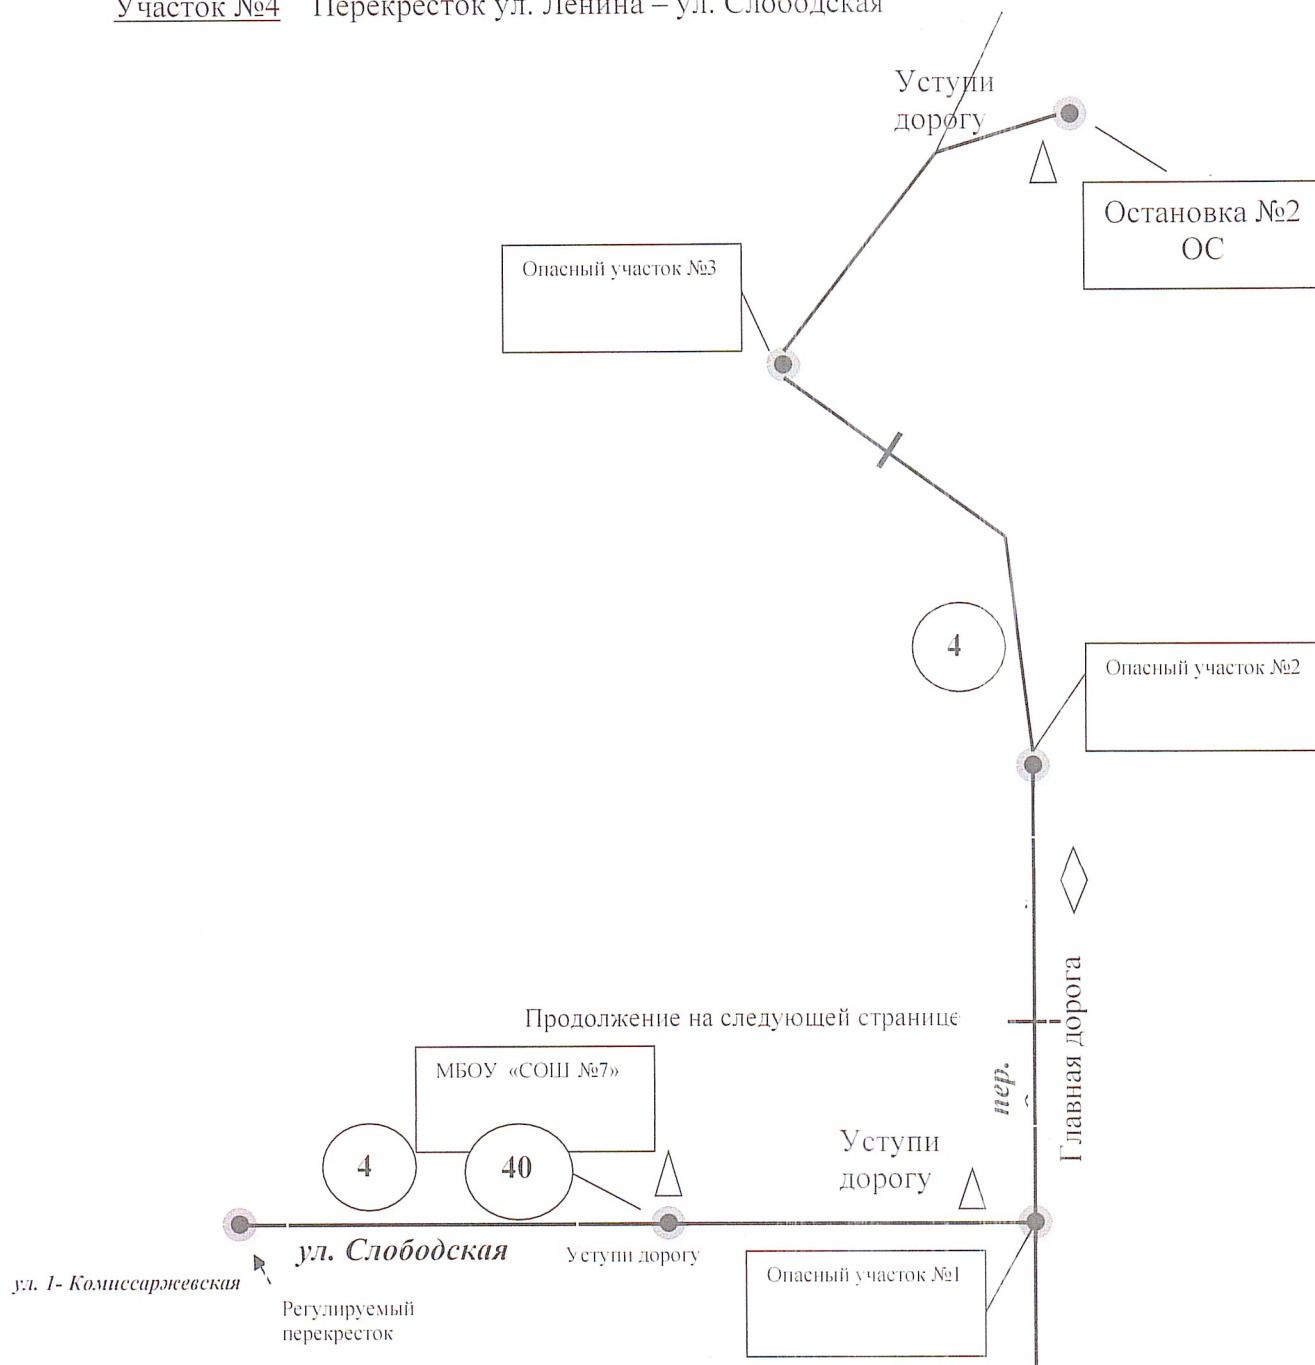 Участок №4 Перекресток ул. Ленина – ул. Слободская
Уступи
дорогу
Остановка №2
ОС
Опасный участок №3
4
Опасный участок №2
Главная дорога
Продолжение на следующей странице
пер.
МБОУ «СОШ №7»
4
40
Уступи
дорогу
ул. Слободская
Уступи дорогу
Опасный участок №1
ул. 1- Комиссаржевская
Регулируемый
перекресток